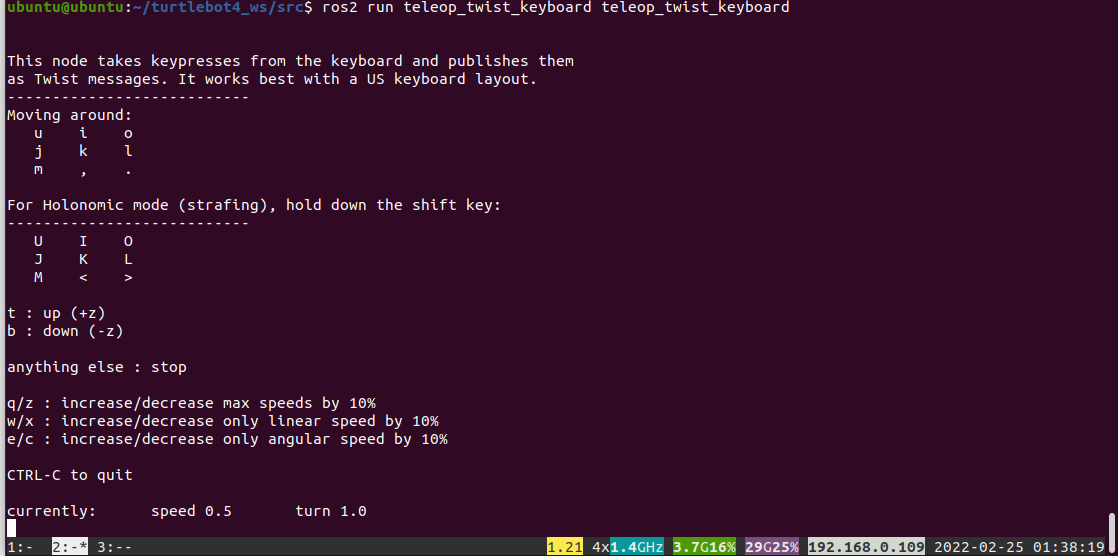 ubuntu@ubuntu:~/turtlebot4_ws/src$ ros2 run teleop_twist_keyboard teleop_twist_keyboard
This node takes keypresses from the keyboard and publishes them
as Twist messages. It works best with a US keyboard layout.
---------------------------
Moving around:
   u    i    o
   j    k    l
   m    ,    .
For Holonomic mode (strafing), hold down the shift key:
---------------------------
   U    I    O
   J    K    L
   M    <    >
t : up (+z)
b : down (-z)
anything else : stop
q/z : increase/decrease max speeds by 10%
w/x : increase/decrease only linear speed by 10%
e/c : increase/decrease only angular speed by 10%
CTRL-C to quit
currently:      speed 0.5       turn 1.0
1:-  2:-* 3:-- 1.21 4x1.4GHz 3.7G16% 29G25% 192.168.0.109 2022-02-25 01:38:19